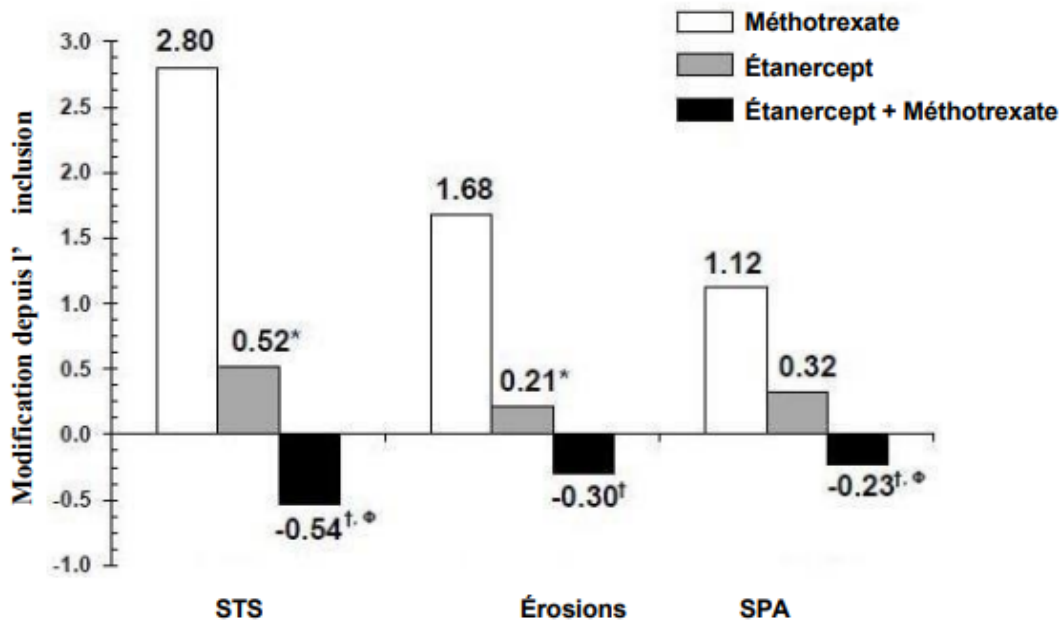 Méthotrexate
Étanercept
Étanercept + Méthotrexate
Modification depuis l’ inclusion
3.0
2.5
2.0
1.5
1.0
0.5
0.0
-0.5
-1.0
2.80
0.52*
-0.54†, Φ
1.68
0.21*
-0.30†
1.12
0.32
-0.23†, Φ
STS
Érosions
SPA